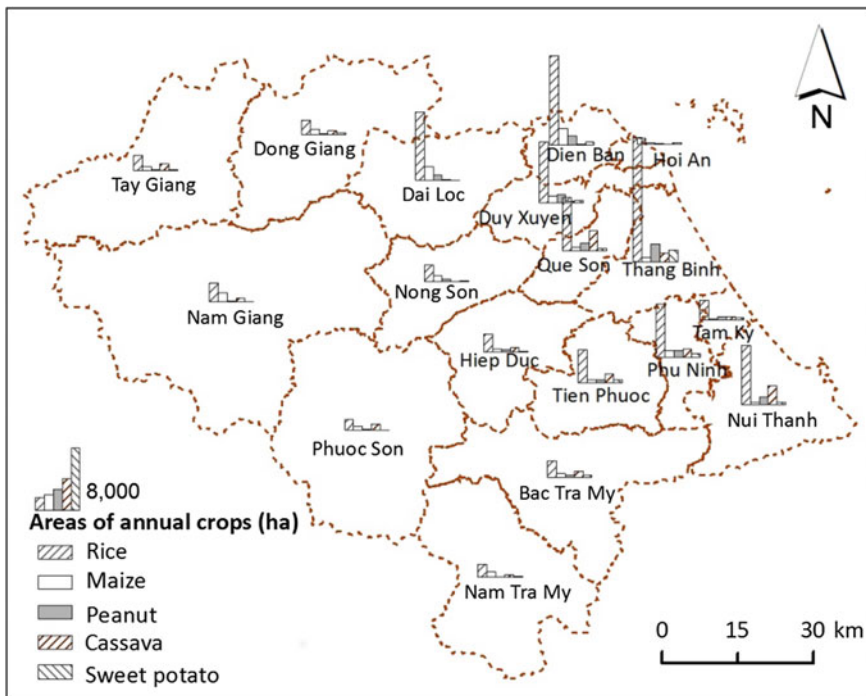 N
Dien Ban
Hoi An
Dong Giang
Tay Giang
Dai Loc
Duy Xuyen
Que Son
Thang Binh
Nong Son
Nam Giang
Tam Ky
Hiep Duc
Phu Ninh
Tien Phuoc
Nui Thanh
Phuoc Son
Bac Tra My
Nam Tra My
8,000
Areas of annual crops (ha)
Rice
Maize
Peanut
Cassava
Sweet potato
0 15 30 km